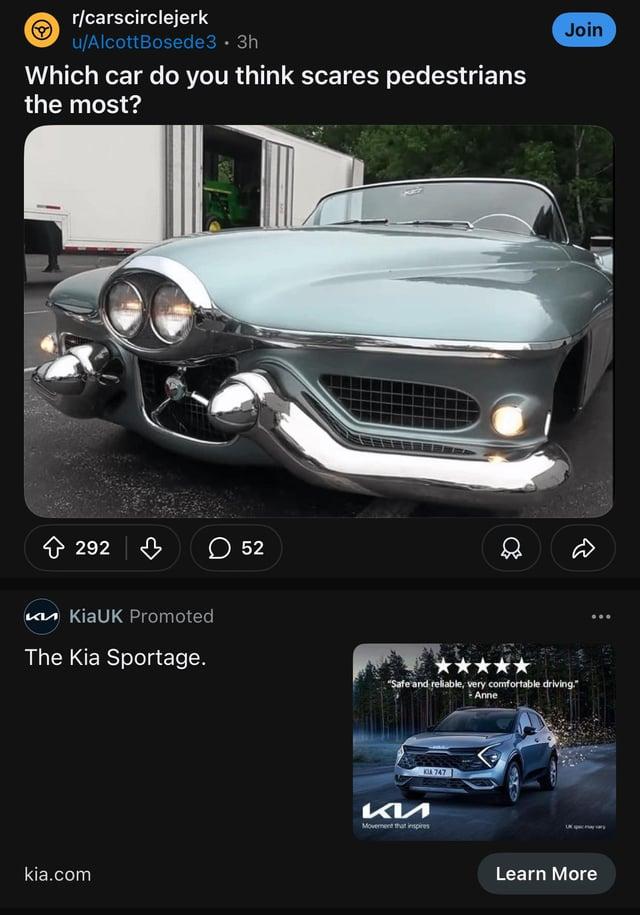 r/carscirclejerk
u/AlcottBosede3 • 3h
Join
Which car do you think scares pedestrians
the most?
292
52
KIA
KiaUK Promoted
The Kia Sportage.
★★★★★
"Safe and reliable, very comfortable driving."
- Anne
KIA 747
KIA
Movement that inspires
UK spec may vary
kia.com
Learn More